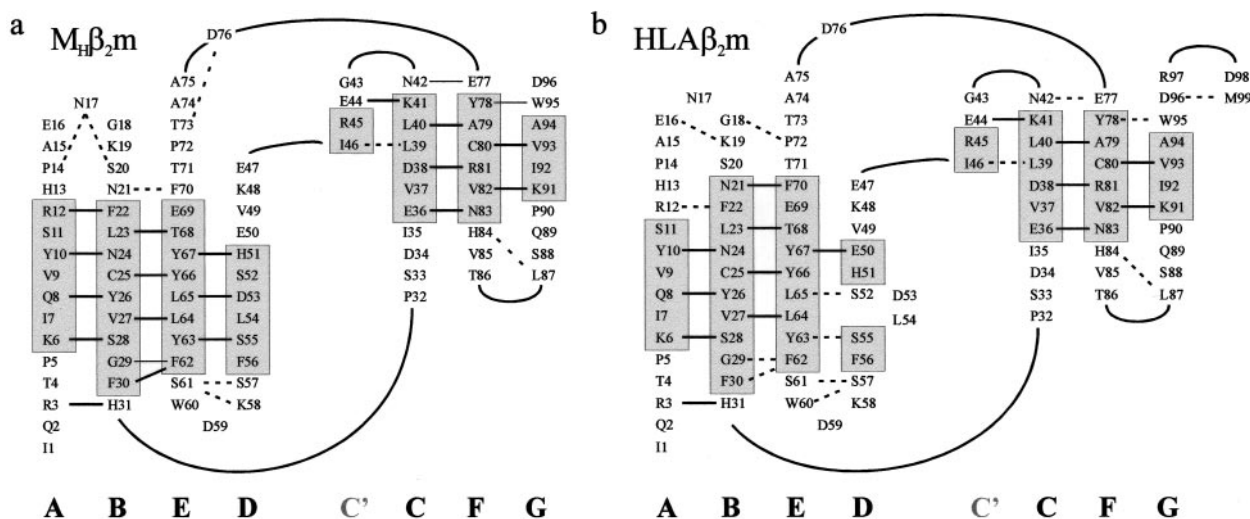 a
M_Hβ₂m
D76
A75 G43 N42 E77 D96
N17 A74 E44 K41 Y78 W95
E16 G18 T73 R45 L40 A79 A94
A15 K19 P72 I46 L39 C80 V93
P14 S20 T71 E47 D38 R81 I92
H13 N21 F70 K48 V37 V82 K91
R12 F22 E69 V49 E36 N83 P90
S11 L23 T68 E50 I35 H84 Q89
Y10 N24 Y67 H51 D34 V85 S88
V9 C25 Y66 S52 S33 T86 L87
Q8 Y26 L65 D53 P32
I7 V27 L64 L54
K6 S28 Y63 S55
P5 G29 F62 F56
T4 F30 S61 S57
R3 H31 W60 K58
Q2 D59
I1
A B E D C' C F G
b
HLAβ₂m
D76
A75 R97 D98
N17 A74 G43 N42 E77 D96 M99
E16 G18 T73 E44 K41 Y78 W95
A15 K19 P72 R45 L40 A79 A94
P14 S20 T71 I46 L39 C80 V93
H13 N21 F70 E47 D38 R81 I92
R12 F22 E69 K48 V37 V82 K91
S11 L23 T68 V49 E36 N83 P90
Y10 N24 Y67 E50 I35 H84 Q89
V9 C25 Y66 H51 D34 V85 S88
Q8 Y26 L65 S52 D53 S33 T86 L87
I7 V27 L64 L54 P32
K6 S28 Y63 S55
P5 G29 F62 F56
T4 F30 S61 S57
R3 H31 W60 K58
Q2 D59
I1
A B E D C' C F G